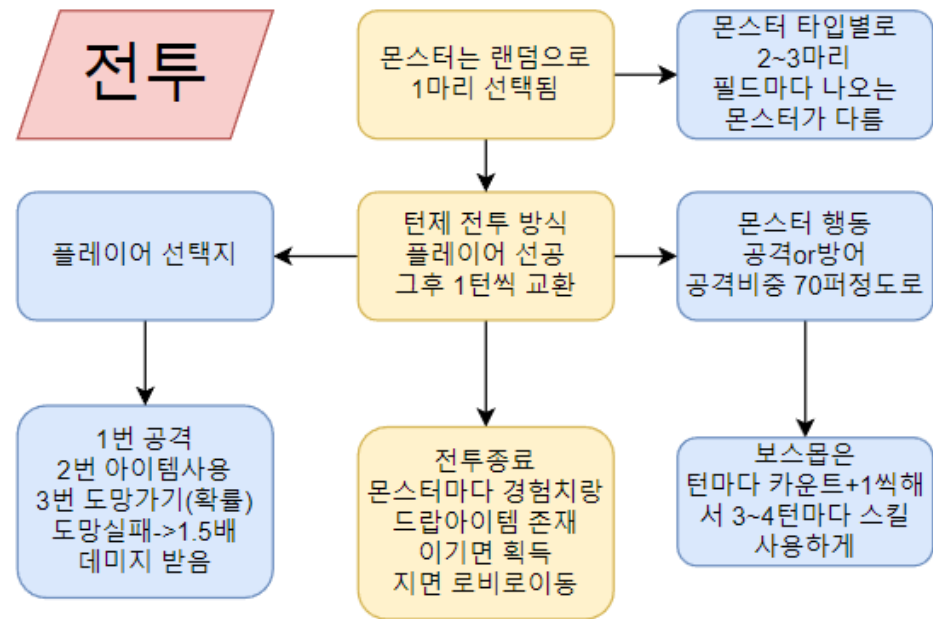 전투
몬스터는 랜덤으로
1마리 선택됨
몬스터 타입별로
2~3마리
필드마다 나오는
몬스터가 다름
플레이어 선택지
턴제 전투 방식
플레이어 선공
그후 1턴씩 교환
몬스터 행동
공격or방어
공격비중 70퍼정도로
1번 공격
2번 아이템사용
3번 도망가기(확률)
도망실패->1.5배
데미지 받음
전투종료
몬스터마다 경험치랑
드랍아이템 존재
이기면 획득
지면 로비로이동
보스몹은
턴마다 카운트+1씩해
서 3~4턴마다 스킬
사용하게